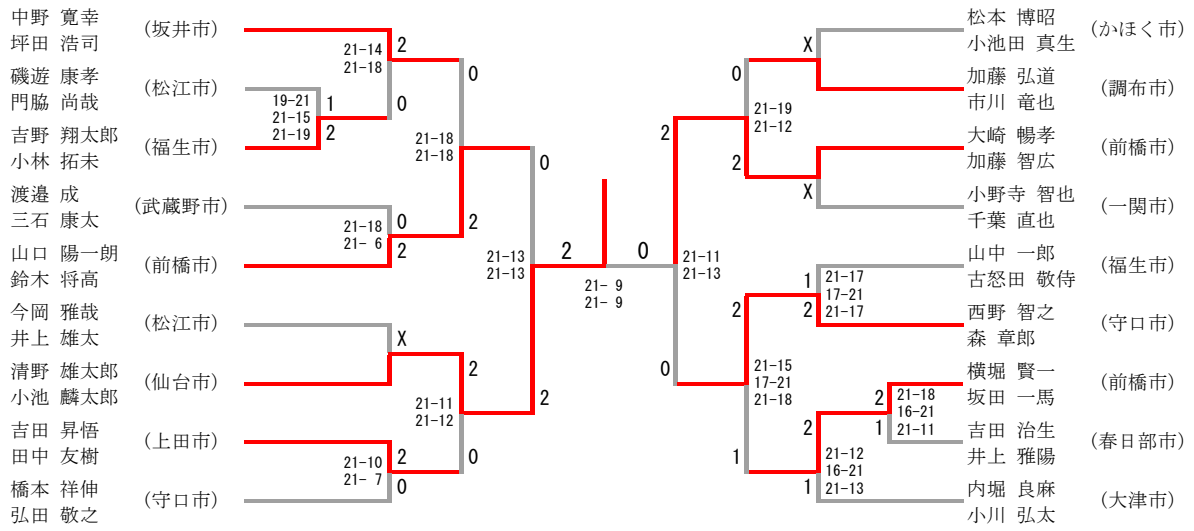 中野 寛幸
坪田 浩司
(坂井市)
磯遊 康孝
門脇 尚哉
(松江市)
吉野 翔太郎
小林 拓未
(福生市)
渡邉 成
三石 康太
(武蔵野市)
山口 陽一朗
鈴木 将高
(前橋市)
今岡 雅哉
井上 雄太
(松江市)
清野 雄太郎
小池 麟太郎
(仙台市)
吉田 昇悟
田中 友樹
(上田市)
橋本 祥伸
弘田 敬之
(守口市)
19-21
21-15
21-19
1
2
21-14
21-18
2
0
21-18
21- 6
0
2
X
21-10
21- 7
2
0
21-18
21-18
0
2
21-11
21-12
2
0
21-13
21-13
0
2
2
0
21- 9
21- 9
21-11
21-13
2
0
21-19
21-12
0
2
21-15
17-21
21-18
2
1
X
X
21-17
17-21
21-17
1
2
21-12
16-21
21-13
2
1
21-18
16-21
21-11
2
1
松本 博昭
小池田 真生
(かほく市)
加藤 弘道
市川 竜也
(調布市)
大崎 暢孝
加藤 智広
(前橋市)
小野寺 智也
千葉 直也
(一関市)
山中 一郎
古怒田 敬侍
(福生市)
西野 智之
森 章郎
(守口市)
横堀 賢一
坂田 一馬
(前橋市)
吉田 治生
井上 雅陽
(春日部市)
内堀 良麻
小川 弘太
(大津市)